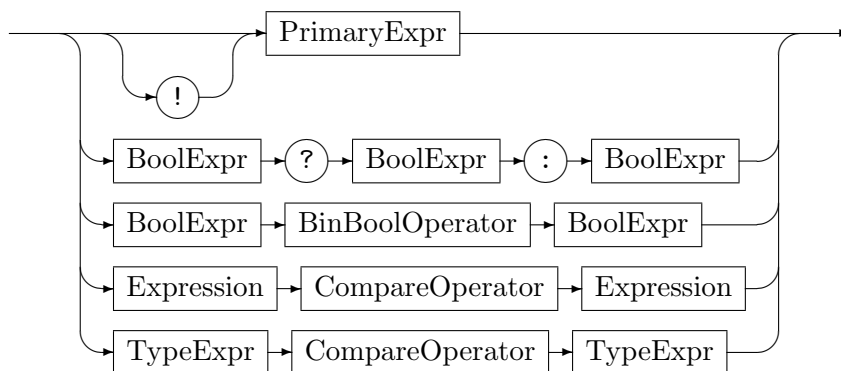 PrimaryExpr
!
BoolExpr ? BoolExpr : BoolExpr
BoolExpr BinBoolOperator BoolExpr
Expression CompareOperator Expression
TypeExpr CompareOperator TypeExpr